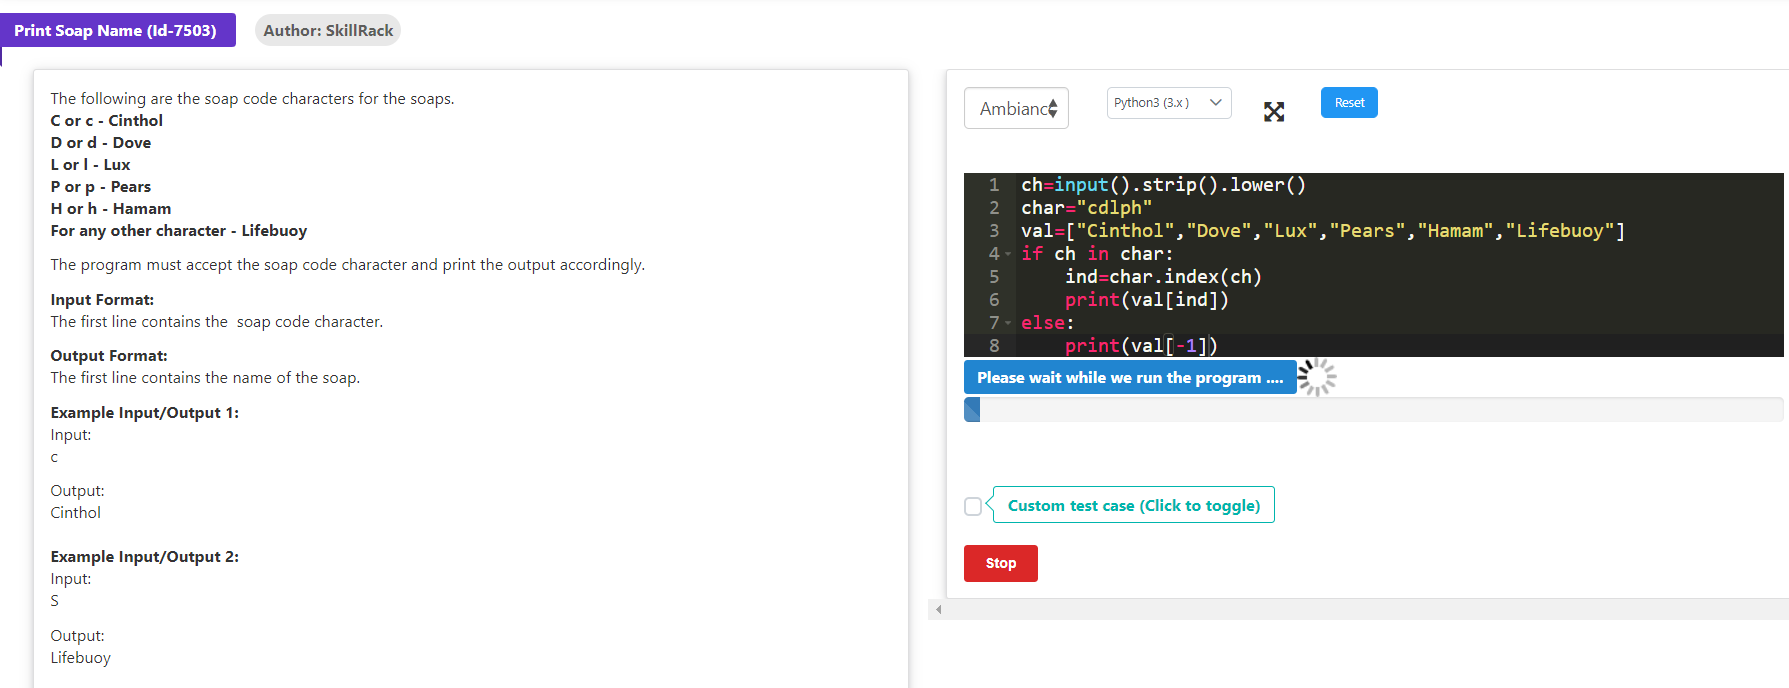 Print Soap Name (Id-7503)
Author: SkillRack
The following are the soap code characters for the soaps.
C or c - Cinthol
D or d - Dove
L or l - Lux
P or p - Pears
H or h - Hamam
For any other character - Lifebuoy
The program must accept the soap code character and print the output accordingly.
Input Format:
The first line contains the  soap code character.
Output Format:
The first line contains the name of the soap.
Example Input/Output 1:
Input:
c
Output:
Cinthol
Example Input/Output 2:
Input:
S
Output:
Lifebuoy
Ambianc
Python3 (3.x)
Reset
1 ch=input().strip().lower()
2 char="cdlph"
3 val=["Cinthol","Dove","Lux","Pears","Hamam","Lifebuoy"]
4 if ch in char:
5     ind=char.index(ch)
6     print(val[ind])
7 else:
8     print(val[-1])
Please wait while we run the program ....
Custom test case (Click to toggle)
Stop